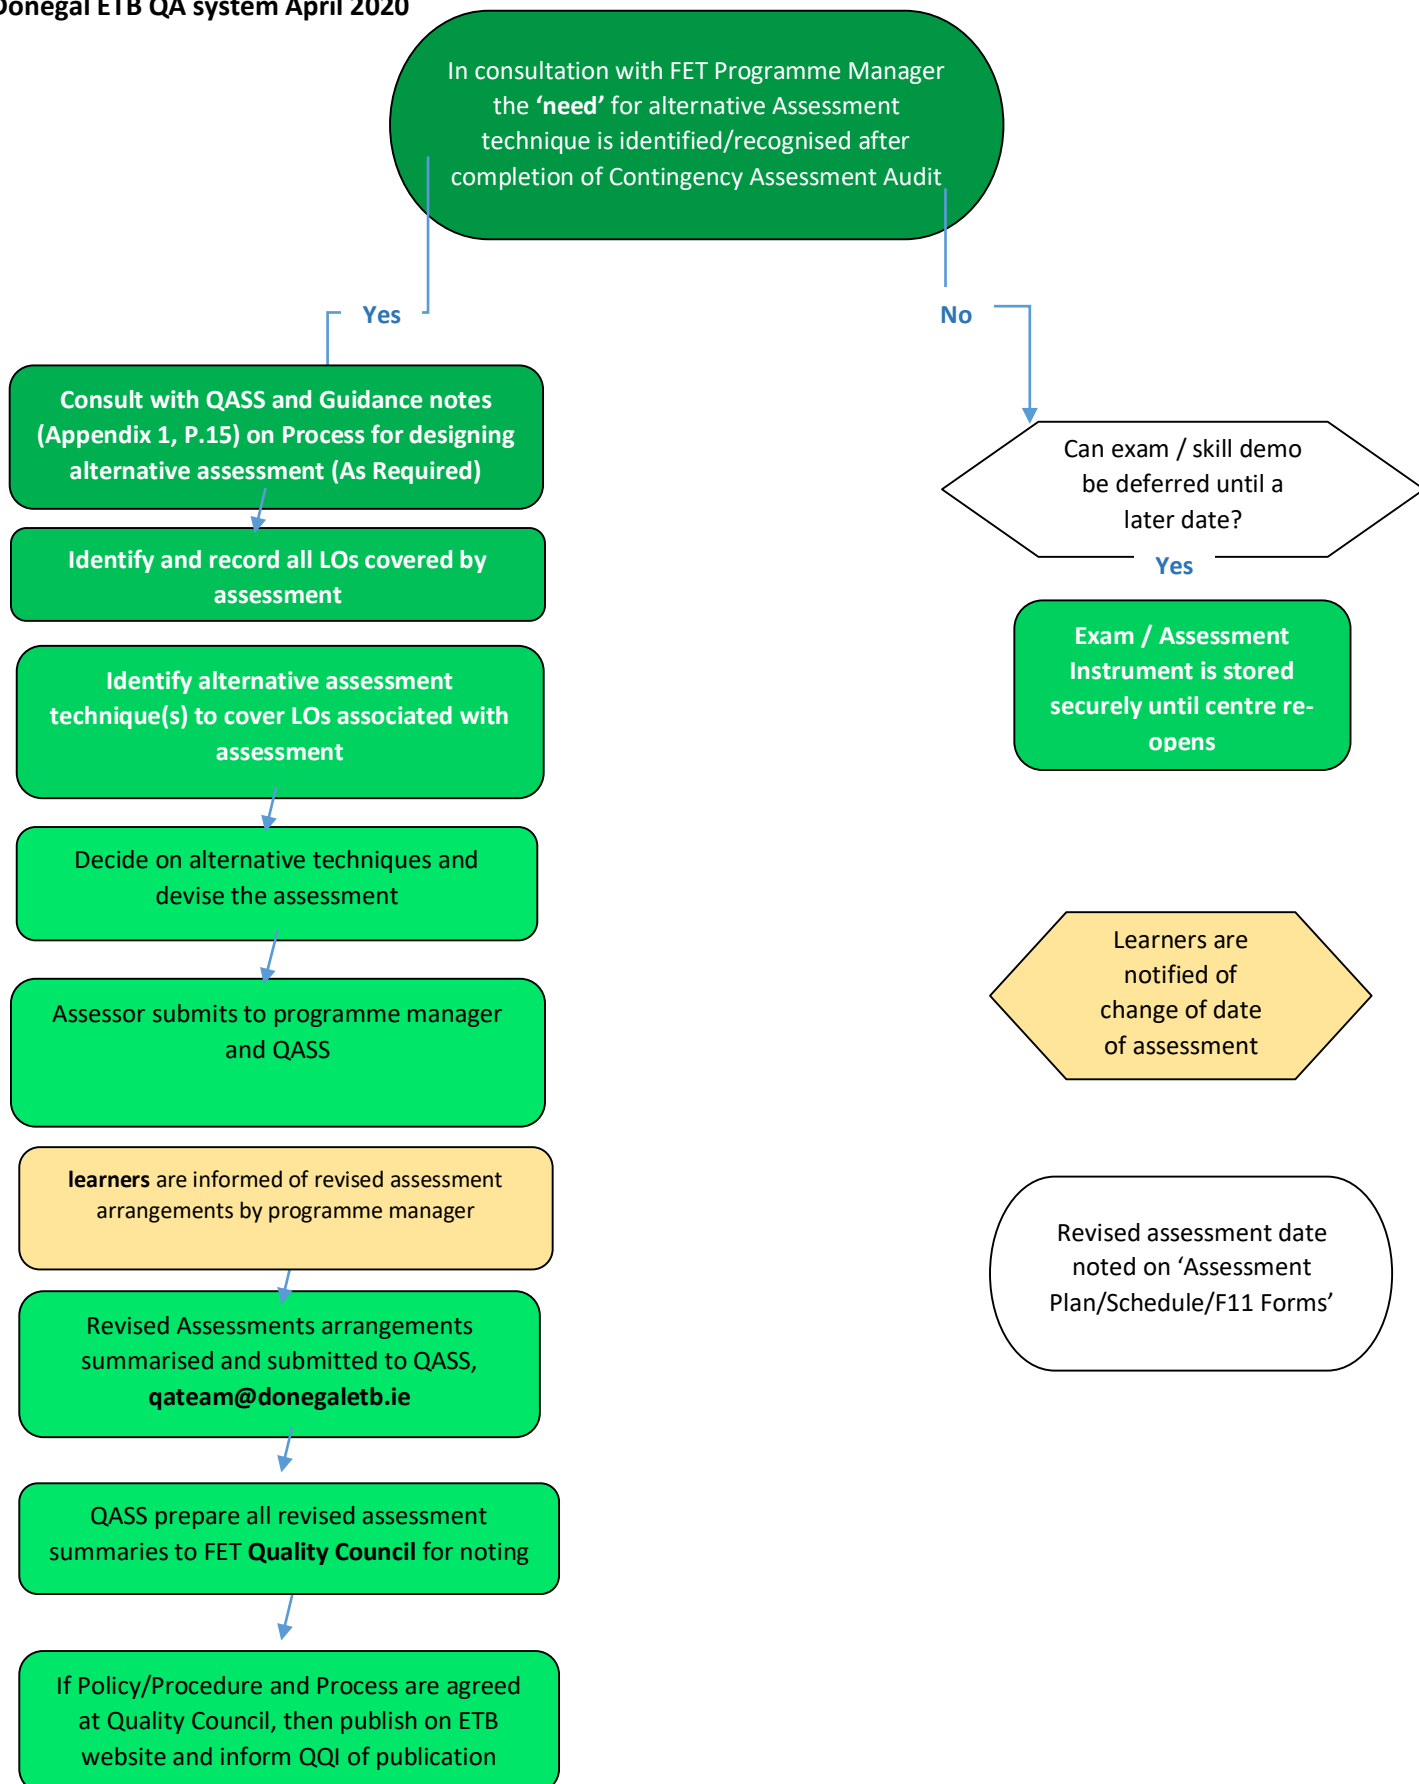 Donegal ETB QA system April 2020
In consultation with FET Programme Manager
the ‘need’ for alternative Assessment
technique is identified/recognised after
completion of Contingency Assessment Audit
Yes
No
Consult with QASS and Guidance notes
(Appendix 1, P.15) on Process for designing
alternative assessment (As Required)
Identify and record all LOs covered by
assessment
Identify alternative assessment
technique(s) to cover LOs associated with
assessment
Decide on alternative techniques and
devise the assessment
Assessor submits to programme manager
and QASS
learners are informed of revised assessment
arrangements by programme manager
Revised Assessments arrangements
summarised and submitted to QASS,
qateam@donegaletb.ie
QASS prepare all revised assessment
summaries to FET Quality Council for noting
If Policy/Procedure and Process are agreed
at Quality Council, then publish on ETB
website and inform QQI of publication
Can exam / skill demo
be deferred until a
later date?
Yes
Exam / Assessment
Instrument is stored
securely until centre re-
opens
Learners are
notified of
change of date
of assessment
Revised assessment date
noted on ‘Assessment
Plan/Schedule/F11 Forms’